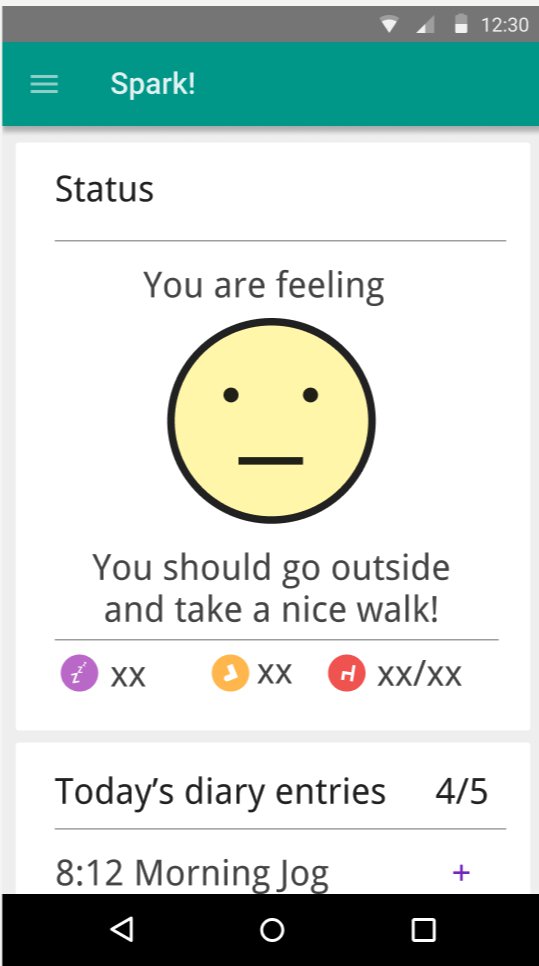 12:30
Spark!
Status
You are feeling
You should go outside
and take a nice walk!
zzz xx xx xx/xx
Today's diary entries 4/5
8:12 Morning Jog +